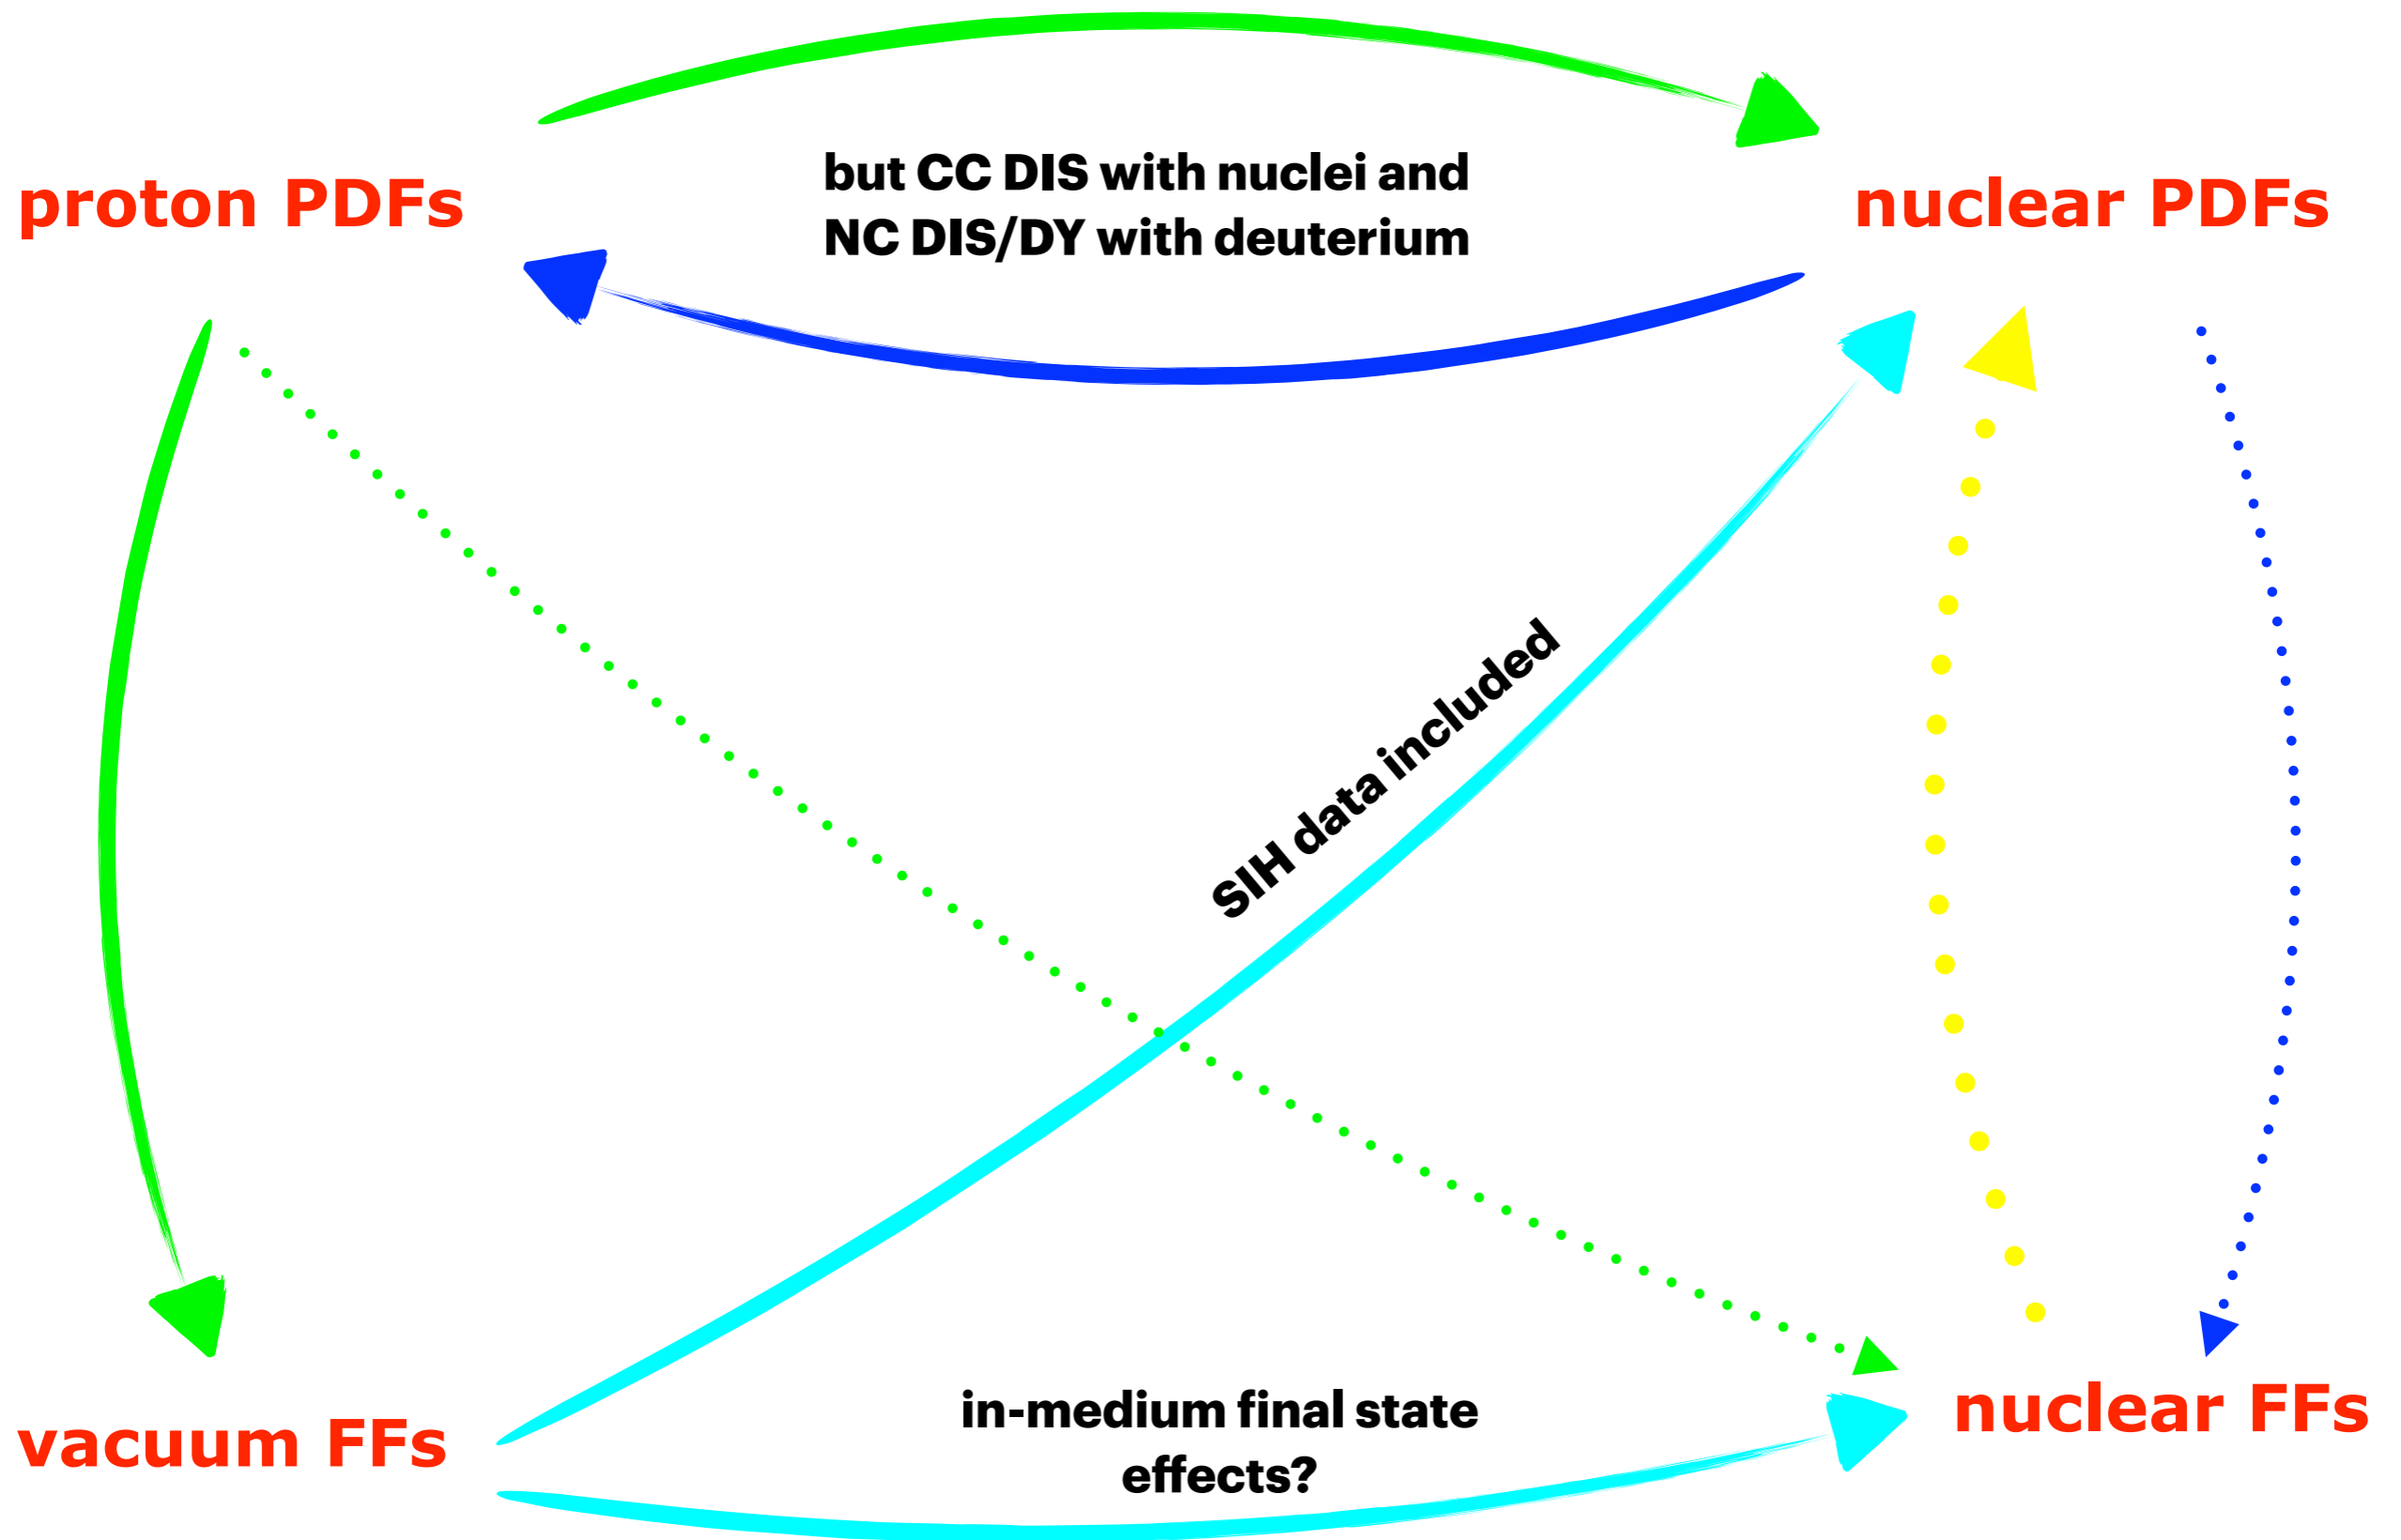 but CC DIS with nuclei and
NC DIS/DY with deuterium
proton PDFs
nuclear PDFs
SIH data included
in-medium final state
effects?
vacuum FFs
nuclear FFs